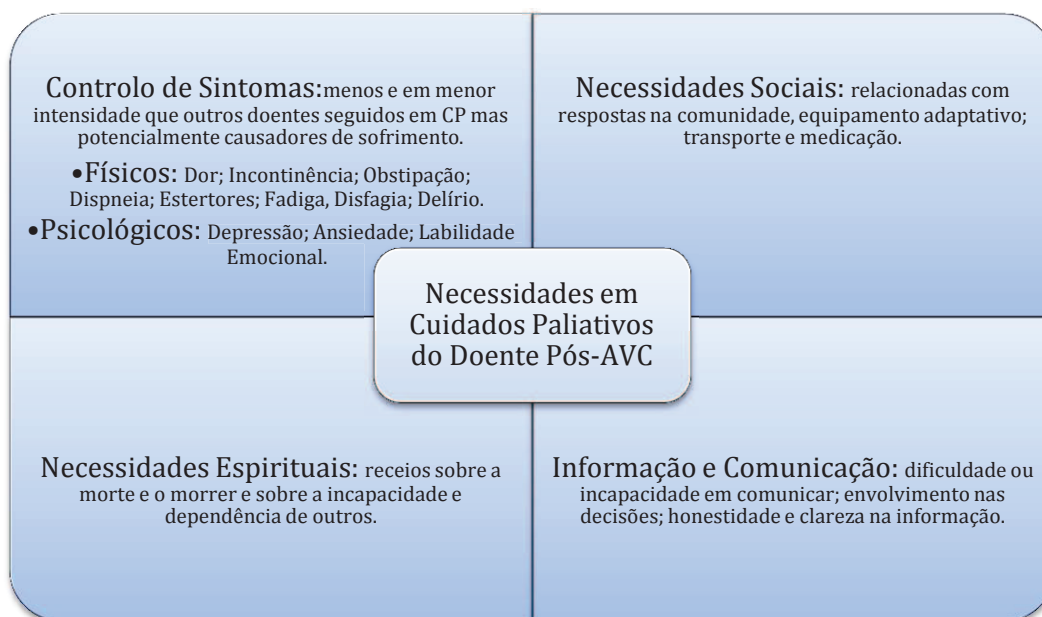 Controlo de Sintomas:menos e em menor
intensidade que outros doentes seguidos em CP mas
potencialmente causadores de sofrimento.
•Físicos: Dor; Incontinência; Obstipação;
Dispneia; Estertores; Fadiga, Disfagia; Delírio.
•Psicológicos: Depressão; Ansiedade; Labilidade
Emocional.
Necessidades Sociais: relacionadas com
respostas na comunidade, equipamento adaptativo;
transporte e medicação.
Necessidades em
Cuidados Paliativos
do Doente Pós-AVC
Necessidades Espirituais: receios sobre a
morte e o morrer e sobre a incapacidade e
dependência de outros.
Informação e Comunicação: dificuldade ou
incapacidade em comunicar; envolvimento nas
decisões; honestidade e clareza na informação.